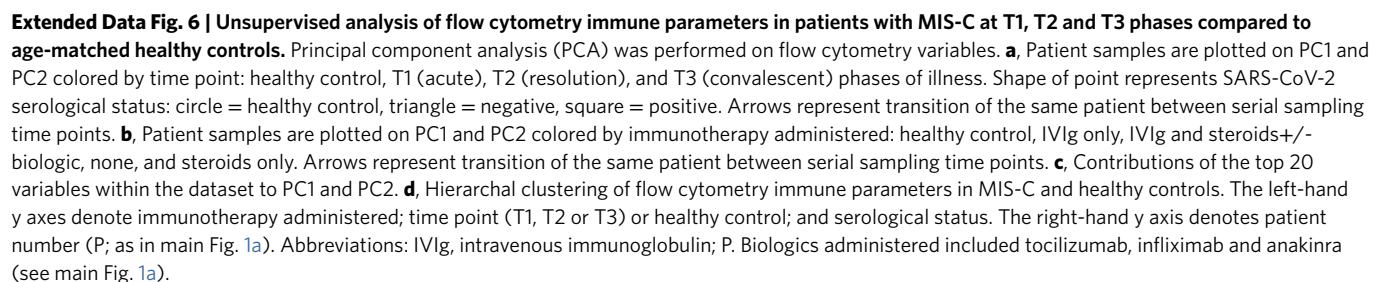 Extended Data Fig. 6 | Unsupervised analysis of flow cytometry immune parameters in patients with MIS-C at T1, T2 and T3 phases compared to
age-matched healthy controls. Principal component analysis (PCA) was performed on flow cytometry variables. a, Patient samples are plotted on PC1 and
PC2 colored by time point: healthy control, T1 (acute), T2 (resolution), and T3 (convalescent) phases of illness. Shape of point represents SARS-CoV-2
serological status: circle = healthy control, triangle = negative, square = positive. Arrows represent transition of the same patient between serial sampling
time points. b, Patient samples are plotted on PC1 and PC2 colored by immunotherapy administered: healthy control, IVIg only, IVIg and steroids+/-
biologic, none, and steroids only. Arrows represent transition of the same patient between serial sampling time points. c, Contributions of the top 20
variables within the dataset to PC1 and PC2. d, Hierarchal clustering of flow cytometry immune parameters in MIS-C and healthy controls. The left-hand
y axes denote immunotherapy administered; time point (T1, T2 or T3) or healthy control; and serological status. The right-hand y axis denotes patient
number (P; as in main Fig. 1a). Abbreviations: IVIg, intravenous immunoglobulin; P. Biologics administered included tocilizumab, infliximab and anakinra
(see main Fig. 1a).